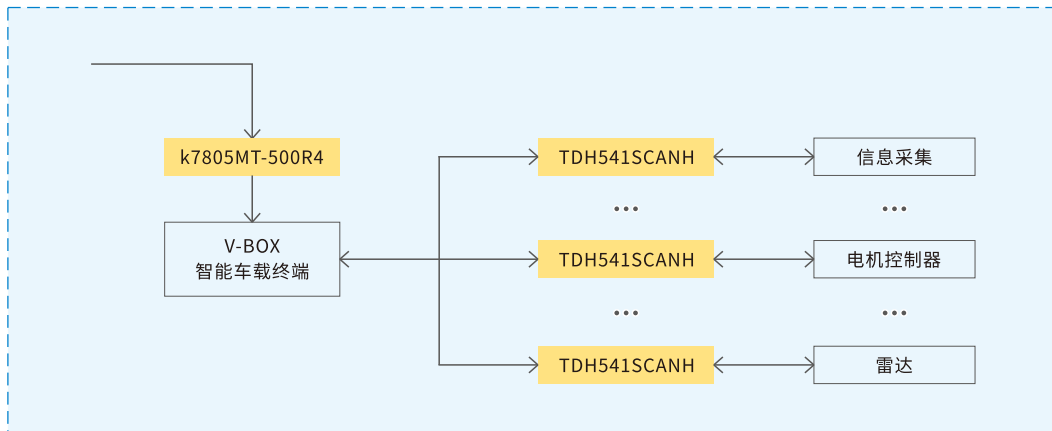 k7805MT-500R4
V-BOX
智能车载终端
TDH541SCANH
信息采集
...
...
TDH541SCANH
电机控制器
...
...
TDH541SCANH
雷达